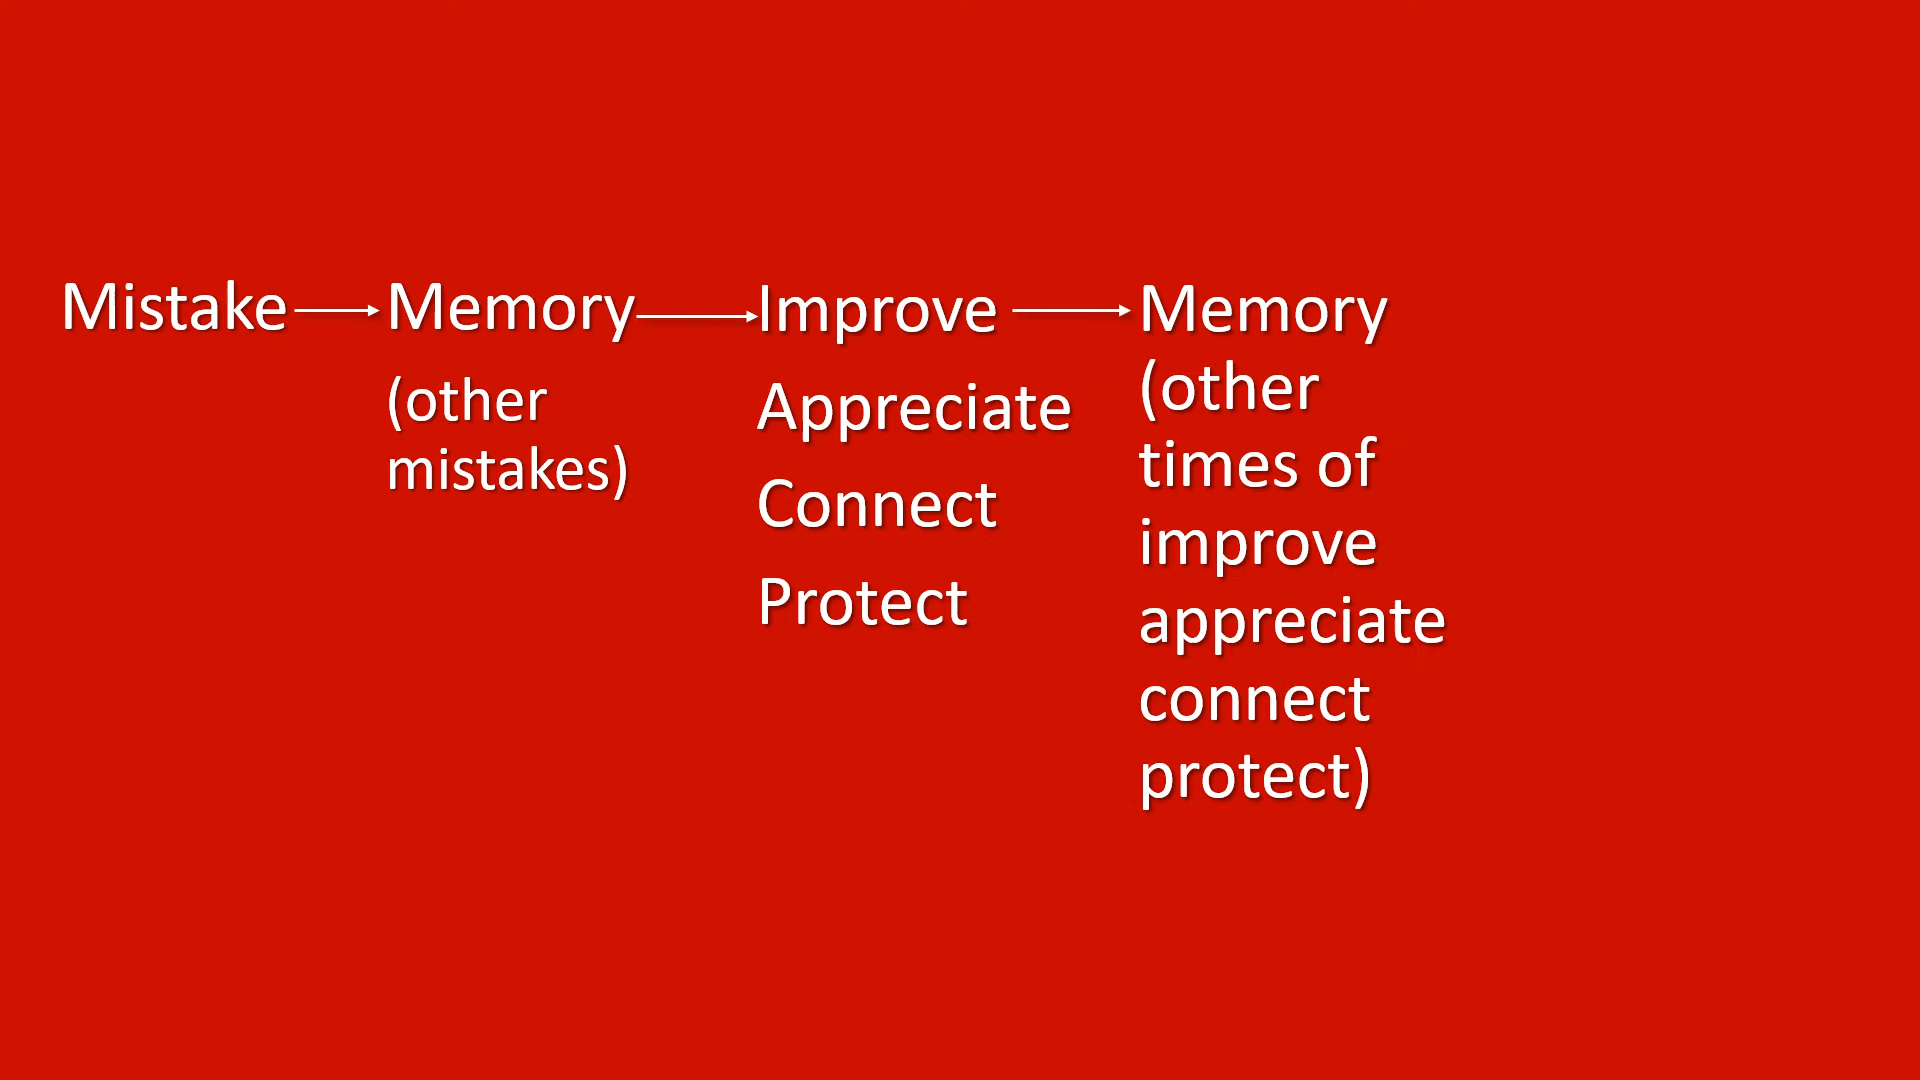 Mistake
Memory
(other
mistakes)
Improve
Appreciate
Connect
Protect
Memory
(other
times of
improve
appreciate
connect
protect)